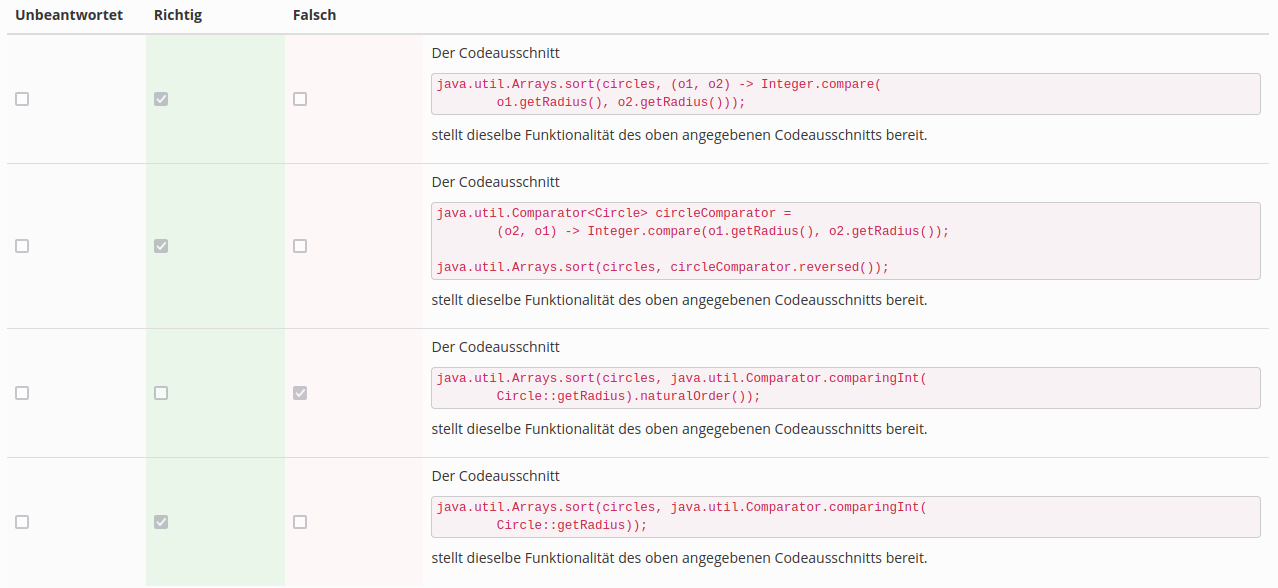 Unbeantwortet Richtig Falsch
Der Codeausschnitt
java.util.Arrays.sort(circles, (o1, o2) -> Integer.compare(
o1.getRadius(), o2.getRadius()));
stellt dieselbe Funktionalität des oben angegebenen Codeausschnitts bereit.
Der Codeausschnitt
java.util.Comparator<Circle> circleComparator =
(o2, o1) -> Integer.compare(o1.getRadius(), o2.getRadius());
java.util.Arrays.sort(circles, circleComparator.reversed());
stellt dieselbe Funktionalität des oben angegebenen Codeausschnitts bereit.
Der Codeausschnitt
java.util.Arrays.sort(circles, java.util.Comparator.comparingInt(
Circle::getRadius).naturalOrder());
stellt dieselbe Funktionalität des oben angegebenen Codeausschnitts bereit.
Der Codeausschnitt
java.util.Arrays.sort(circles, java.util.Comparator.comparingInt(
Circle::getRadius));
stellt dieselbe Funktionalität des oben angegebenen Codeausschnitts bereit.